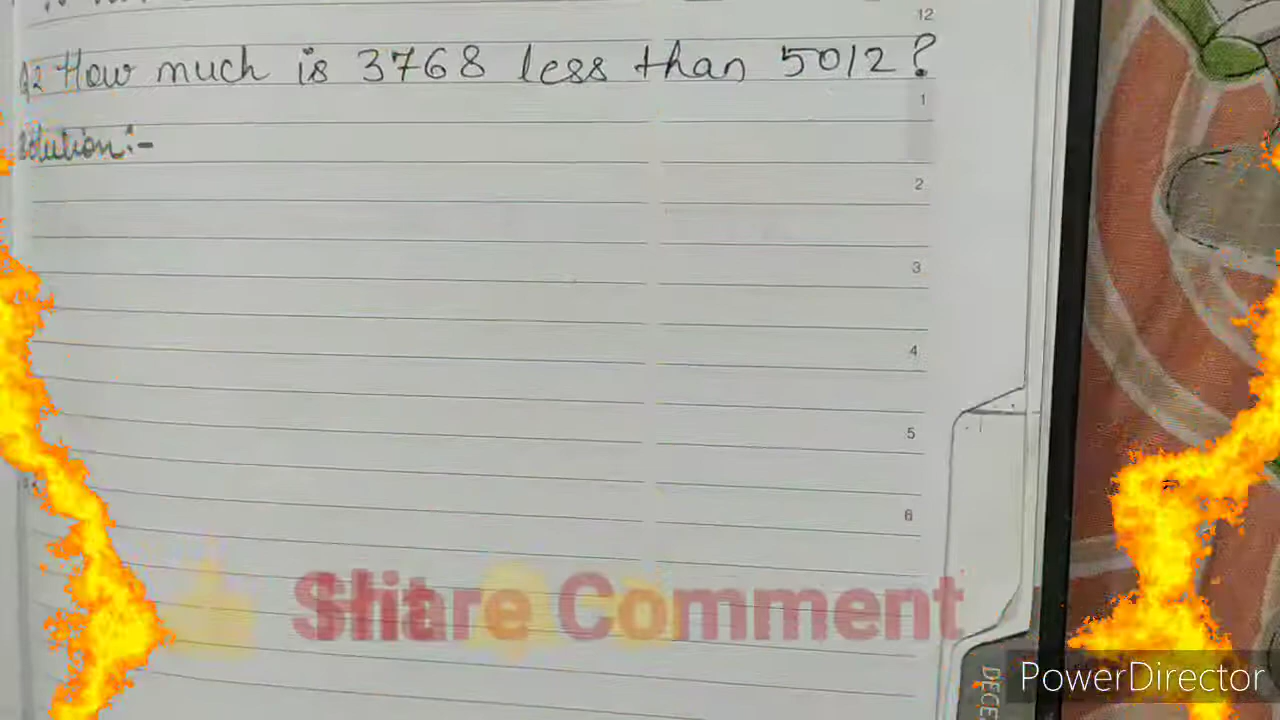 12
Q2 How much is 3768 less than 5012?
1
Solution:-
2
3
4
5
6
Share Comment
DECE
PowerDirector